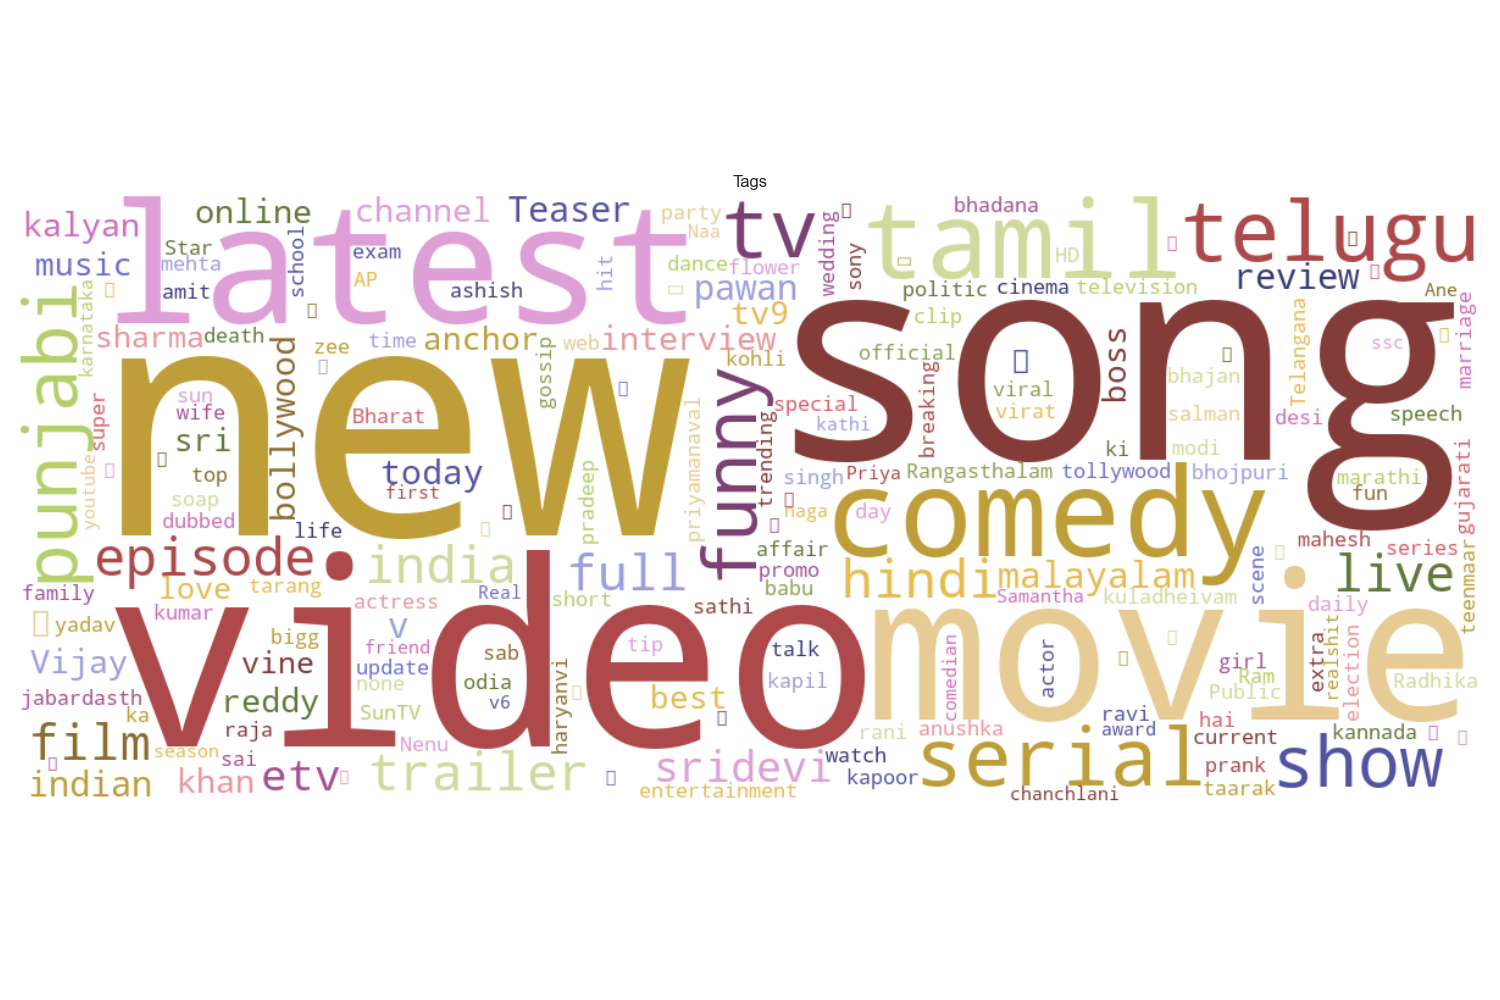 Tags
latest
new
song
video
movie
comedy
tamil
telugu
tv
punjabi
funny
serial
show
kalyan
online
channel
Teaser
party
Naa
wedding
bhadana
Star
school
exam
mehta
AP
amit
ashish
hit
music
dance
flower
pawan
sony
HD
politic
cinema
television
review
Ane
karnataka
sharma
death
zee
time
anchor
web
interview
tv9
kohli
clip
official
viral
virat
boss
bhajan
salman
Telangana
desi
ssc
marriage
speech
super
sun
wife
sri
bollywood
Bharat
gossip
special
kathi
breaking
trending
priyamanaval
ki
modi
youtube
top
soap
dubbed
today
first
life
pradeep
singh
Priya
Rangasthalam
tollywood
bhojpuri
marathi
fun
gujarati
naga
day
mahesh
series
teenmaar
episode
india
full
affair
promo
babu
hindi
malayalam
Samantha
kuladheivam
scene
live
daily
family
love
tarang
kumar
actress
Real
short
sathi
yadav
bigg
v
friend
update
none
SunTV
sab
odia
v6
haryanvi
tip
talk
kapil
best
comedian
actor
girl
Ram
Public
extra
realshit
election
Radhika
Vijay
vine
jabardasth
ka
reddy
raja
rani
anushka
ravi
award
hai
current
kannada
film
season
sai
Nenu
indian
khan
etv
trailer
sridevi
watch
kapoor
entertainment
chanchlani
prank
taarak